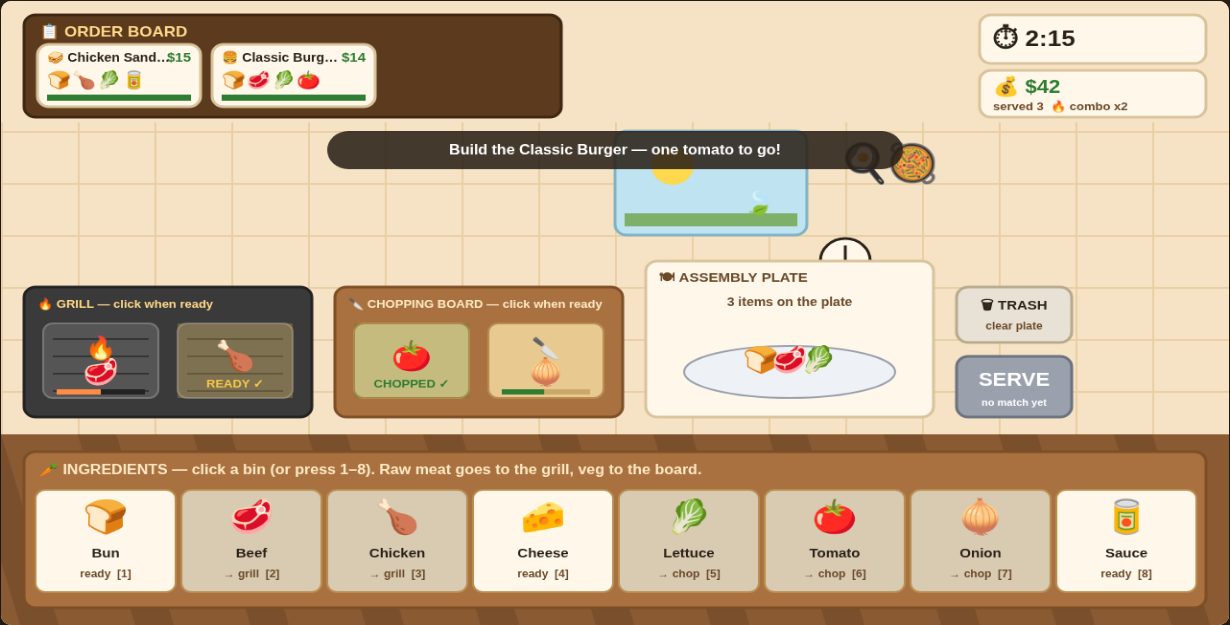 ORDER BOARD
Chicken Sand... $15
Classic Burg... $14
2:15
$42
served 3 combo x2
Build the Classic Burger — one tomato to go!
GRILL — click when ready
READY ✓
CHOPPING BOARD — click when ready
CHOPPED ✓
ASSEMBLY PLATE
3 items on the plate
TRASH
clear plate
SERVE
no match yet
INGREDIENTS — click a bin (or press 1–8). Raw meat goes to the grill, veg to the board.
Bun
ready [1]
Beef
→ grill [2]
Chicken
→ grill [3]
Cheese
ready [4]
Lettuce
→ chop [5]
Tomato
→ chop [6]
Onion
→ chop [7]
Sauce
ready [8]